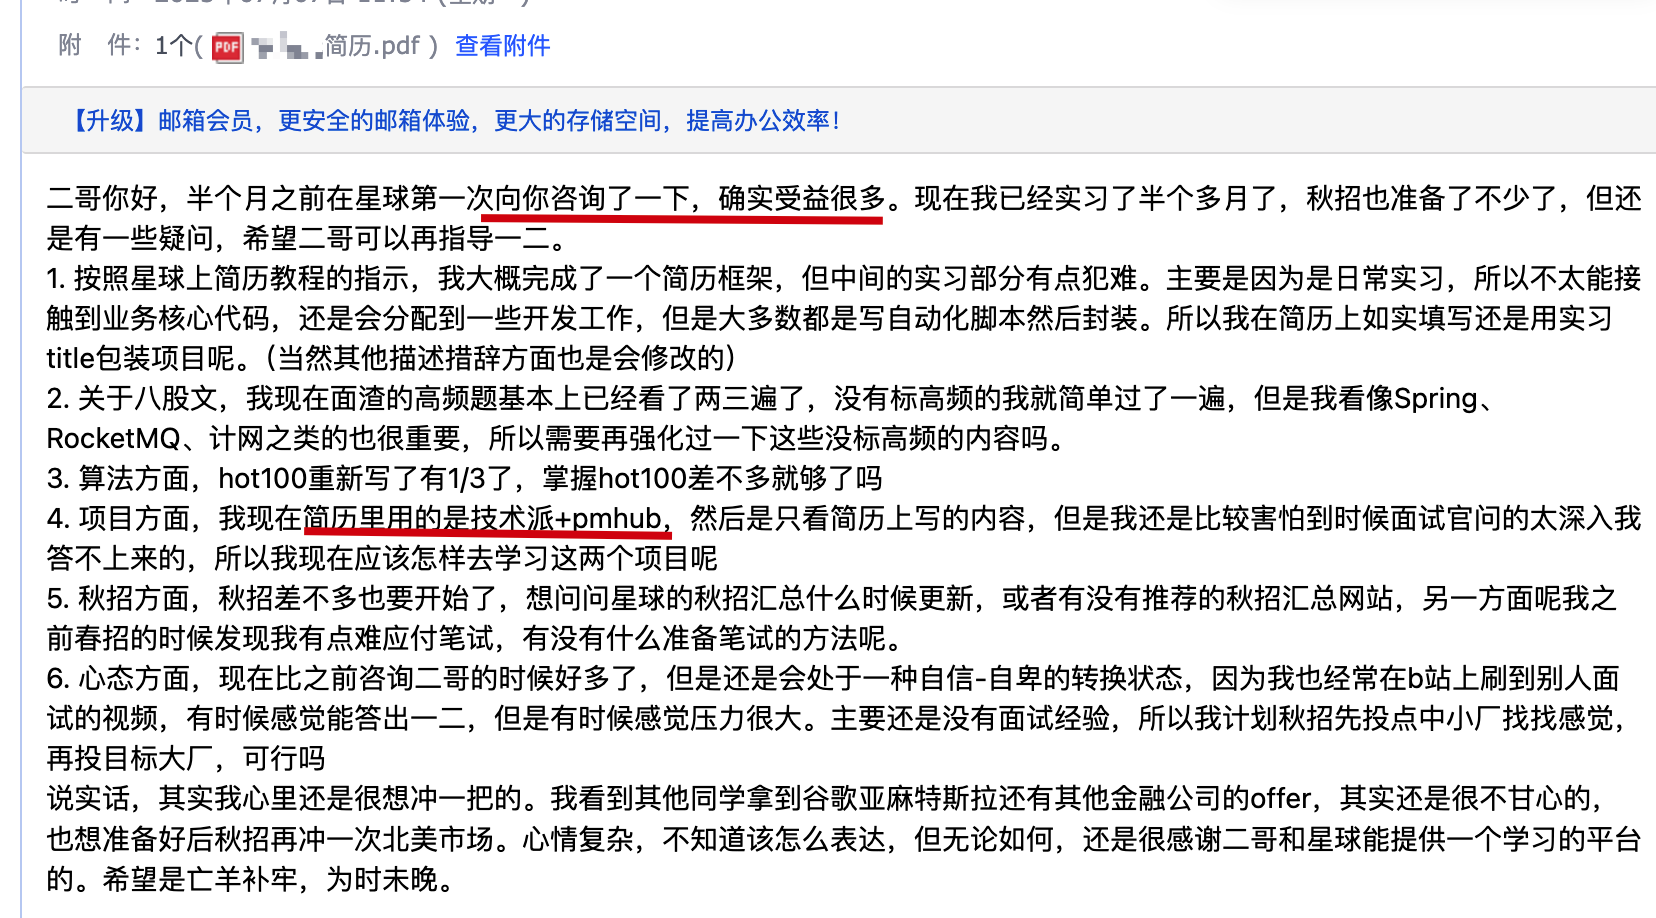 附 件：1个( PDF 简历.pdf ) 查看附件
【升级】邮箱会员，更安全的邮箱体验，更大的存储空间，提高办公效率！
二哥你好，半个月之前在星球第一次向你咨询了一下，确实受益很多。现在我已经实习了半个多月了，秋招也准备了不少了，但还
是有一些疑问，希望二哥可以再指导一二。
1. 按照星球上简历教程的指示，我大概完成了一个简历框架，但中间的实习部分有点犯难。主要是因为是日常实习，所以不太能接
触到业务核心代码，还是会分配到一些开发工作，但是大多数都是写自动化脚本然后封装。所以我在简历上如实填写还是用实习
title包装项目呢。（当然其他描述措辞方面也是会修改的）
2. 关于八股文，我现在面渣的高频题基本上已经看了两三遍了，没有标高频的我就简单过了一遍，但是我看像Spring、
RocketMQ、计网之类的也很重要，所以需要再强化过一下这些没标高频的内容吗。
3. 算法方面，hot100重新写了有1/3了，掌握hot100差不多就够了吗
4. 项目方面，我现在简历里用的是技术派+pmhub，然后是只看简历上写的内容，但是我还是比较害怕到时候面试官问的太深入我
答不上来的，所以我现在应该怎样去学习这两个项目呢
5. 秋招方面，秋招差不多也要开始了，想问问星球的秋招汇总什么时候更新，或者有没有推荐的秋招汇总网站，另一方面呢我之
前春招的时候发现我有点难应付笔试，有没有什么准备笔试的方法呢。
6. 心态方面，现在比之前咨询二哥的时候好多了，但是还是会处于一种自信-自卑的转换状态，因为我也经常在b站上刷到别人面
试的视频，有时候感觉能答出一二，但是有时候感觉压力很大。主要还是没有面试经验，所以我计划秋招先投点中小厂找找感觉，
再投目标大厂，可行吗
说实话，其实我心里还是很想冲一把的。我看到其他同学拿到谷歌亚麻特斯拉还有其他金融公司的offer，其实还是很不甘心的，
也想准备好后秋招再冲一次北美市场。心情复杂，不知道该怎么表达，但无论如何，还是很感谢二哥和星球能提供一个学习的平台
的。希望是亡羊补牢，为时未晚。